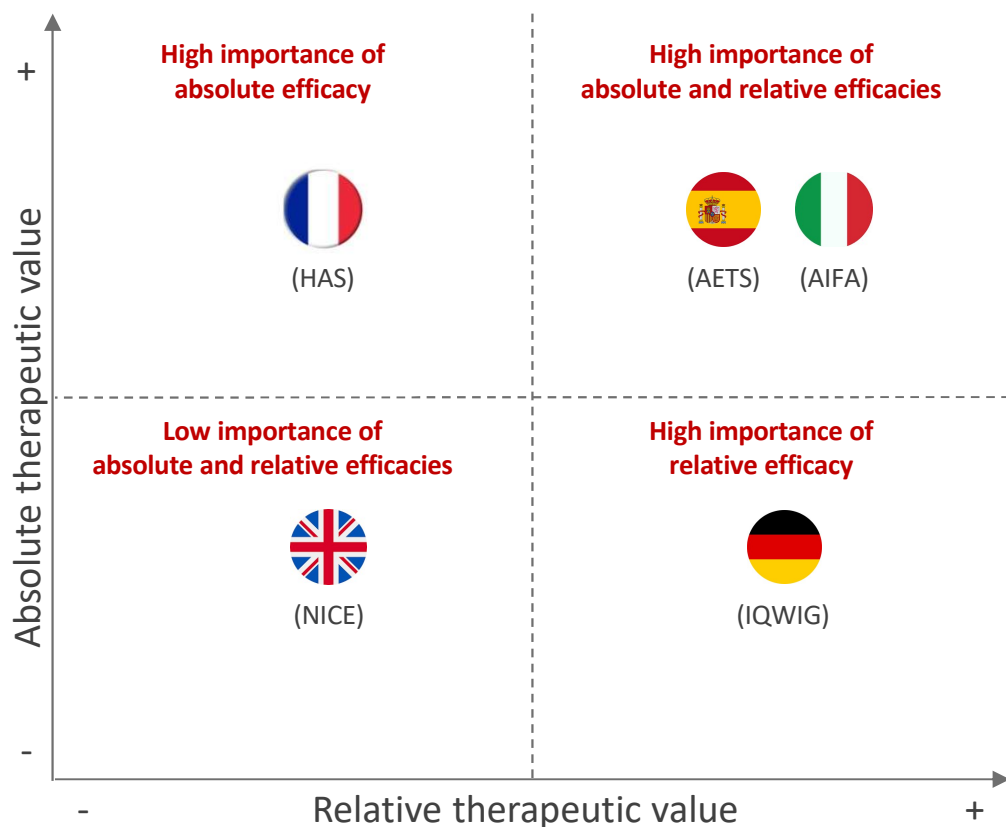 +
High importance of
absolute efficacy
High importance of
absolute and relative efficacies
(HAS)
(AETS)
(AIFA)
Absolute therapeutic value
Low importance of
absolute and relative efficacies
High importance of
relative efficacy
(NICE)
(IQWIG)
-
-
Relative therapeutic value
+